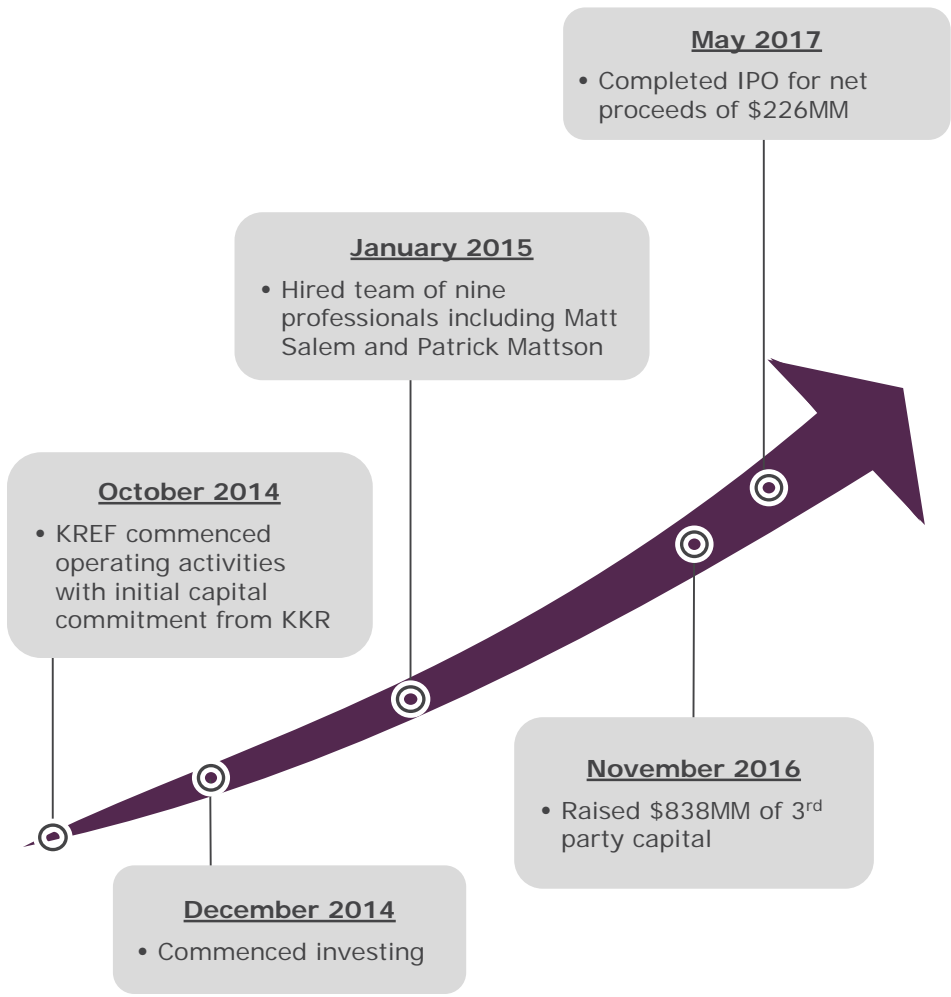 May 2017
• Completed IPO for net
proceeds of $226MM
January 2015
• Hired team of nine
professionals including Matt
Salem and Patrick Mattson
October 2014
• KREF commenced
operating activities
with initial capital
commitment from KKR
November 2016
• Raised $838MM of 3rd
party capital
December 2014
• Commenced investing